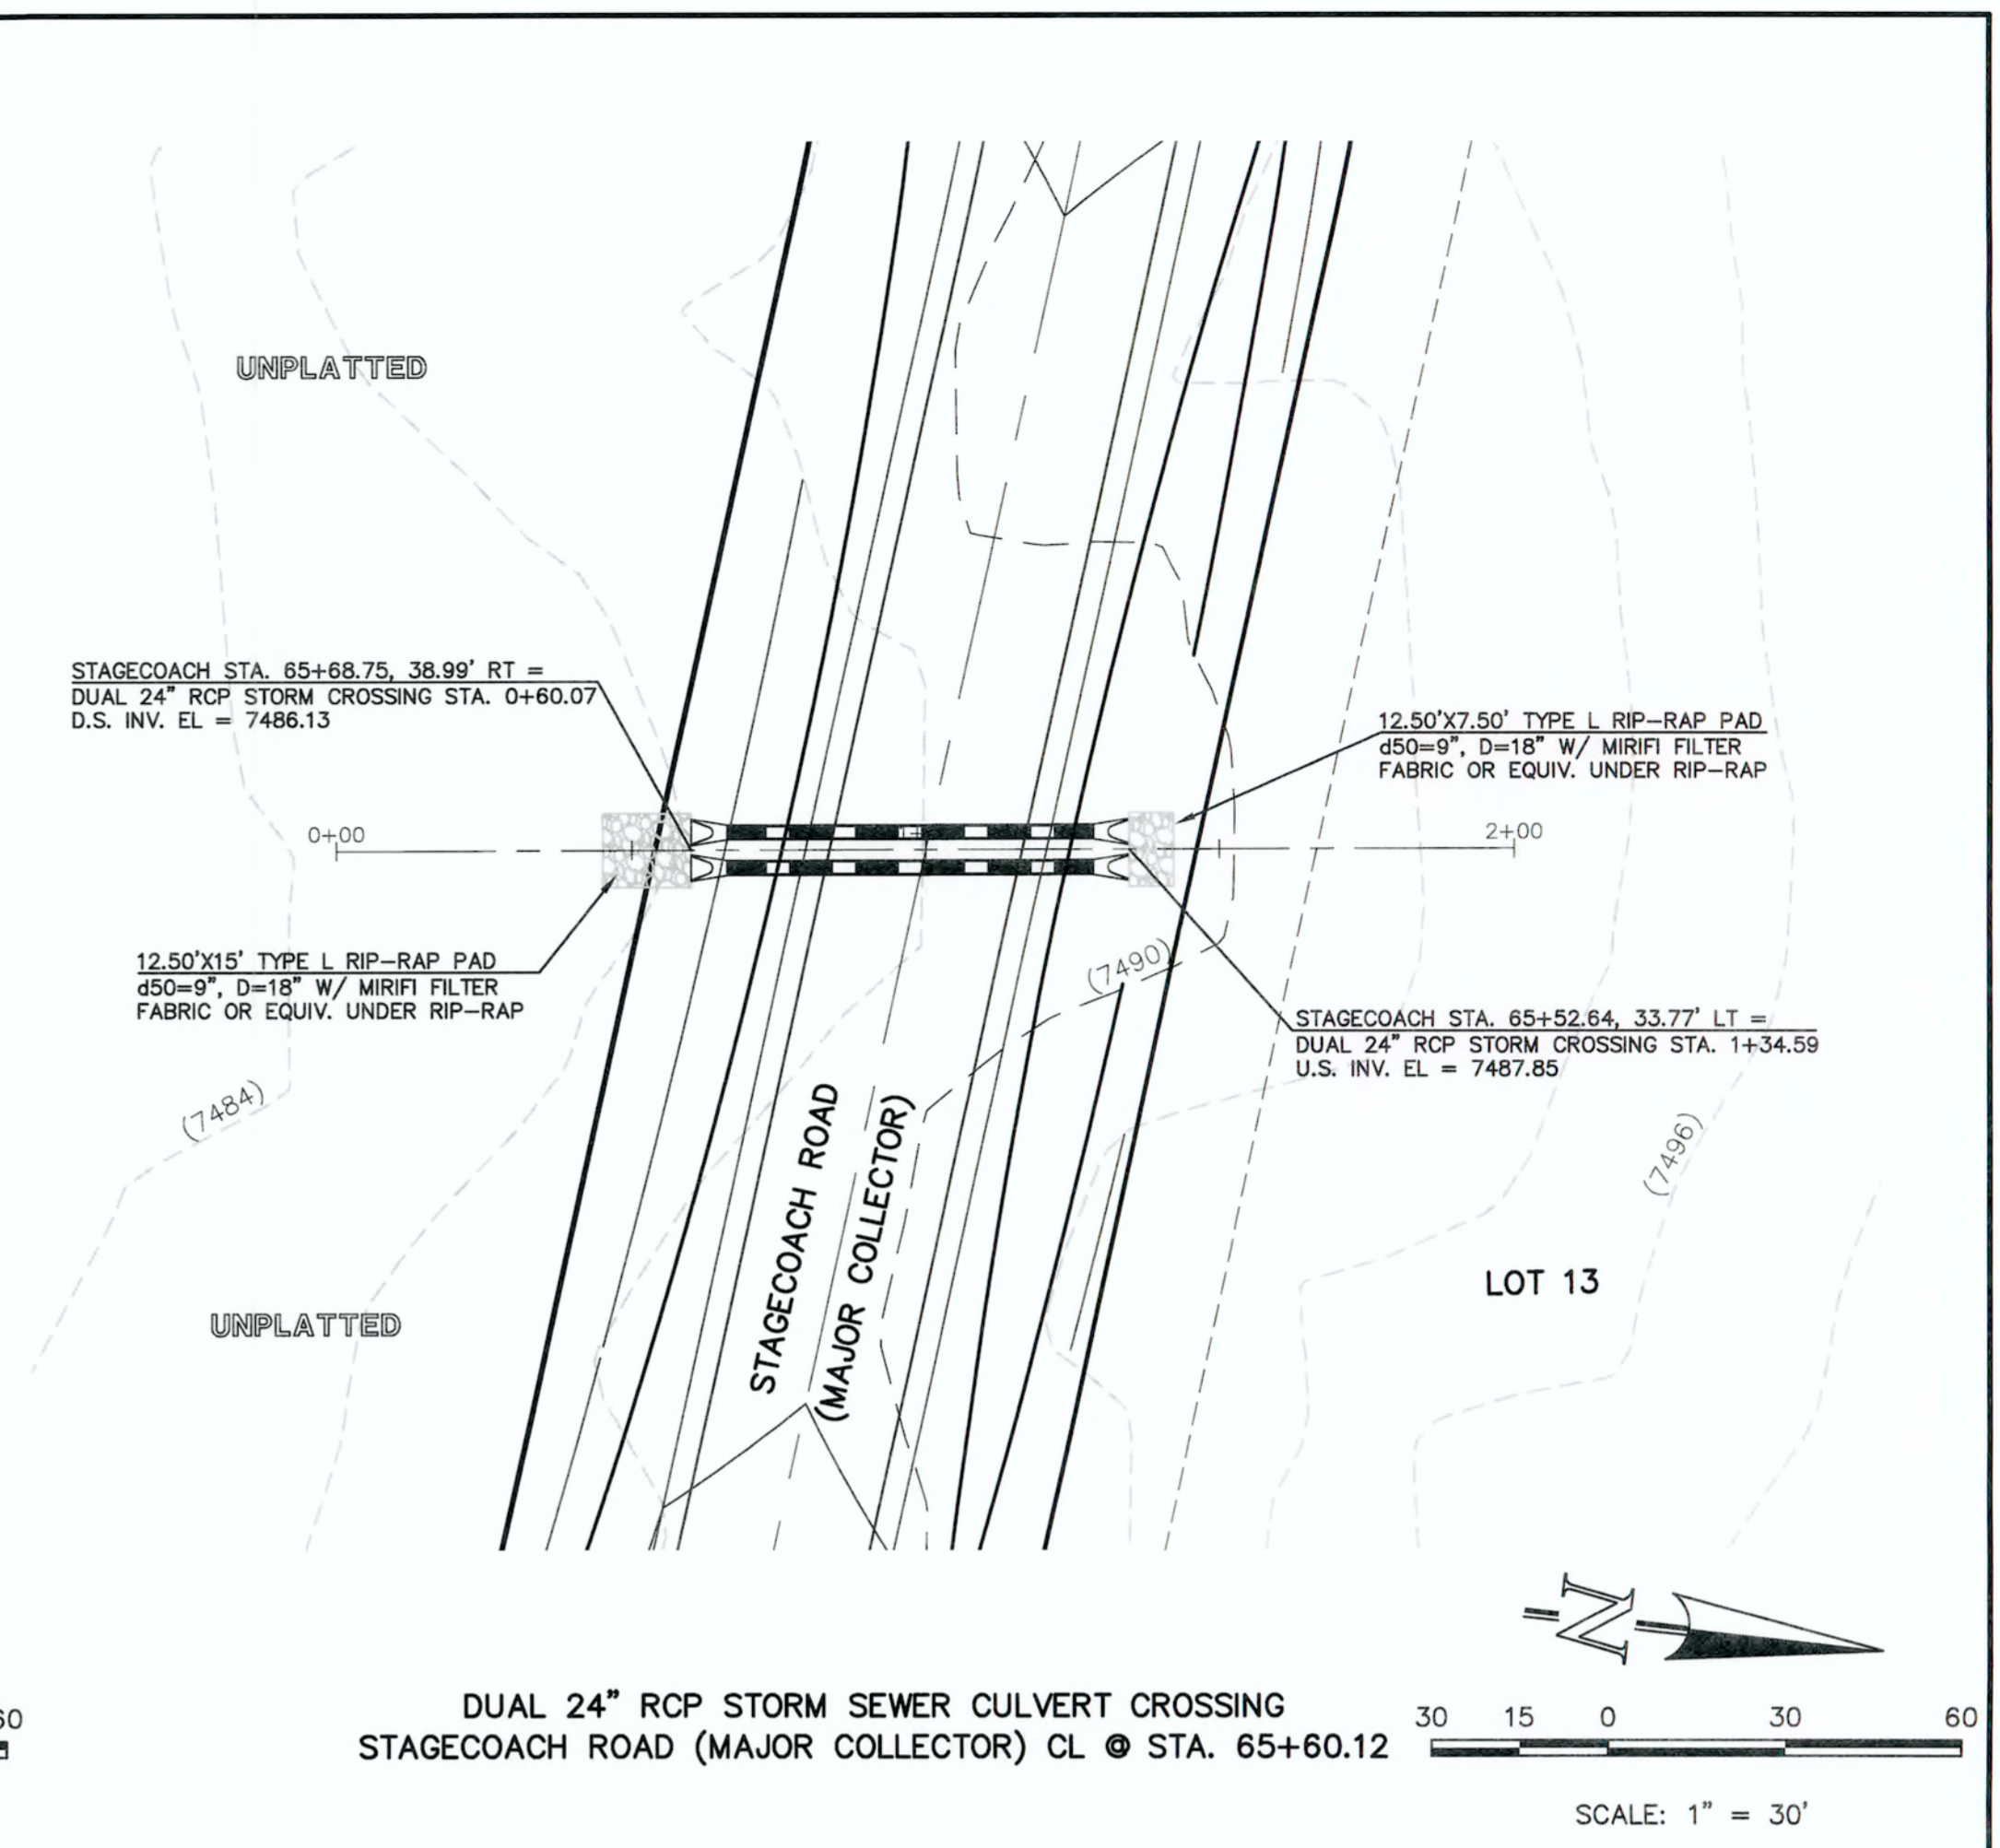 UNPLATTED
STAGECOACH STA. 65+68.75, 38.99' RT =
DUAL 24" RCP STORM CROSSING STA. 0+60.07
D.S. INV. EL = 7486.13
12.50'X7.50' TYPE L RIP-RAP PAD
d50=9", D=18" W/ MIRIFI FILTER
FABRIC OR EQUIV. UNDER RIP-RAP
0+00
2+00
12.50'X15' TYPE L RIP-RAP PAD
d50=9", D=18" W/ MIRIFI FILTER
FABRIC OR EQUIV. UNDER RIP-RAP
(7490)
STAGECOACH STA. 65+52.64, 33.77' LT =
DUAL 24" RCP STORM CROSSING STA. 1+34.59
U.S. INV. EL = 7487.85
(7484)
(7496)
STAGECOACH ROAD
(MAJOR COLLECTOR)
LOT 13
UNPLATTED
N
DUAL 24" RCP STORM SEWER CULVERT CROSSING
STAGECOACH ROAD (MAJOR COLLECTOR) CL @ STA. 65+60.12
30 15 0 30 60
SCALE: 1" = 30'